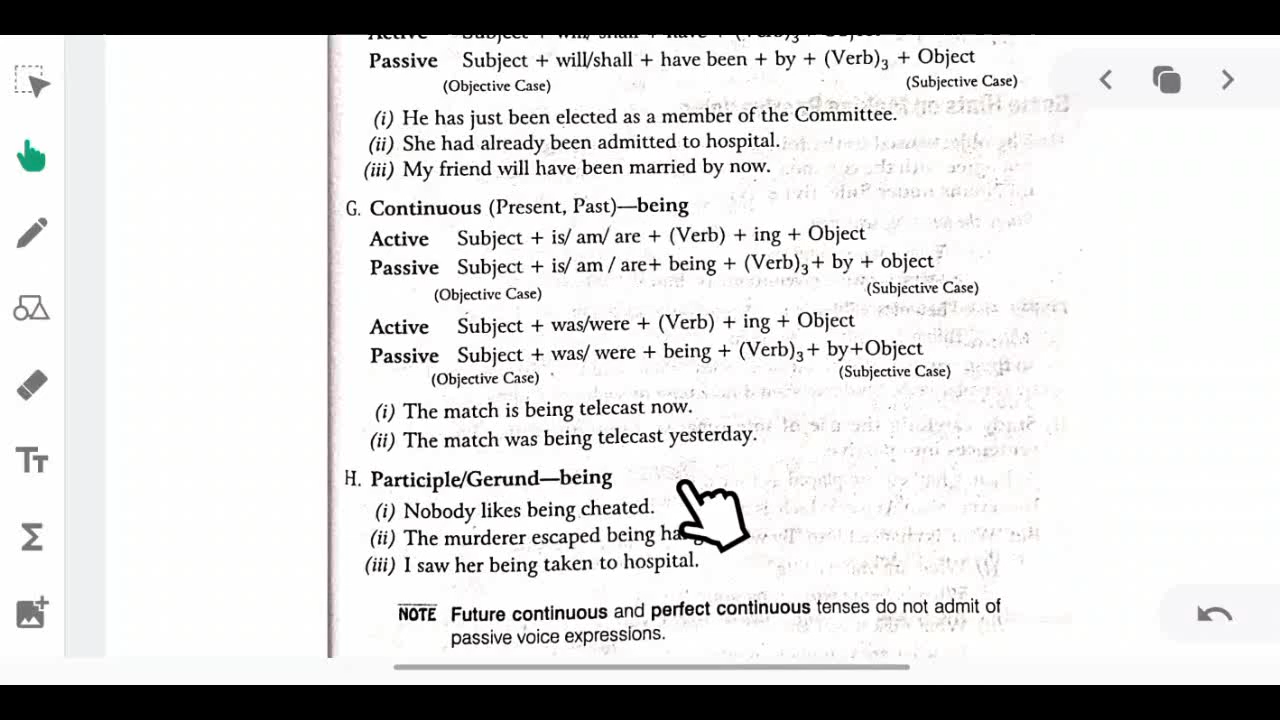 Passive Subject + will/shall + have been + by + (Verb)₃ + Object
(Objective Case) (Subjective Case)
(i) He has just been elected as a member of the Committee.
(ii) She had already been admitted to hospital.
(iii) My friend will have been married by now.
G. Continuous (Present, Past)—being
Active Subject + is/ am/ are + (Verb) + ing + Object
Passive Subject + is/ am / are+ being + (Verb)₃+ by + object
(Objective Case) (Subjective Case)
Active Subject + was/were + (Verb) + ing + Object
Passive Subject + was/ were + being + (Verb)₃+ by+Object
(Objective Case) (Subjective Case)
(i) The match is being telecast now.
(ii) The match was being telecast yesterday.
H. Participle/Gerund—being
(i) Nobody likes being cheated.
(ii) The murderer escaped being
(iii) I saw her being taken to hospital.
NOTE Future continuous and perfect continuous tenses do not admit of
passive voice expressions.
TT
Σ